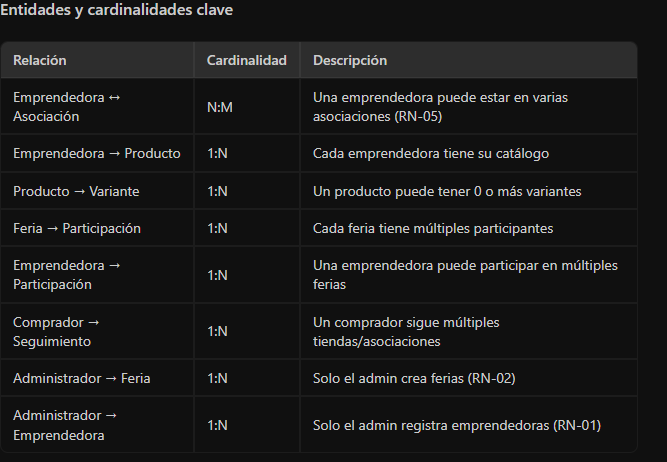 Entidades y cardinalidades clave
Relación Cardinalidad Descripción
Emprendedora ↔
Asociación
N:M
Una emprendedora puede estar en varias
asociaciones (RN-05)
Emprendedora → Producto 1:N Cada emprendedora tiene su catálogo
Producto → Variante 1:N Un producto puede tener 0 o más variantes
Feria → Participación 1:N Cada feria tiene múltiples participantes
Emprendedora →
Participación
1:N
Una emprendedora puede participar en múltiples
ferias
Comprador →
Seguimiento
1:N
Un comprador sigue múltiples
tiendas/asociaciones
Administrador → Feria 1:N Solo el admin crea ferias (RN-02)
Administrador →
Emprendedora
1:N
Solo el admin registra emprendedoras (RN-01)